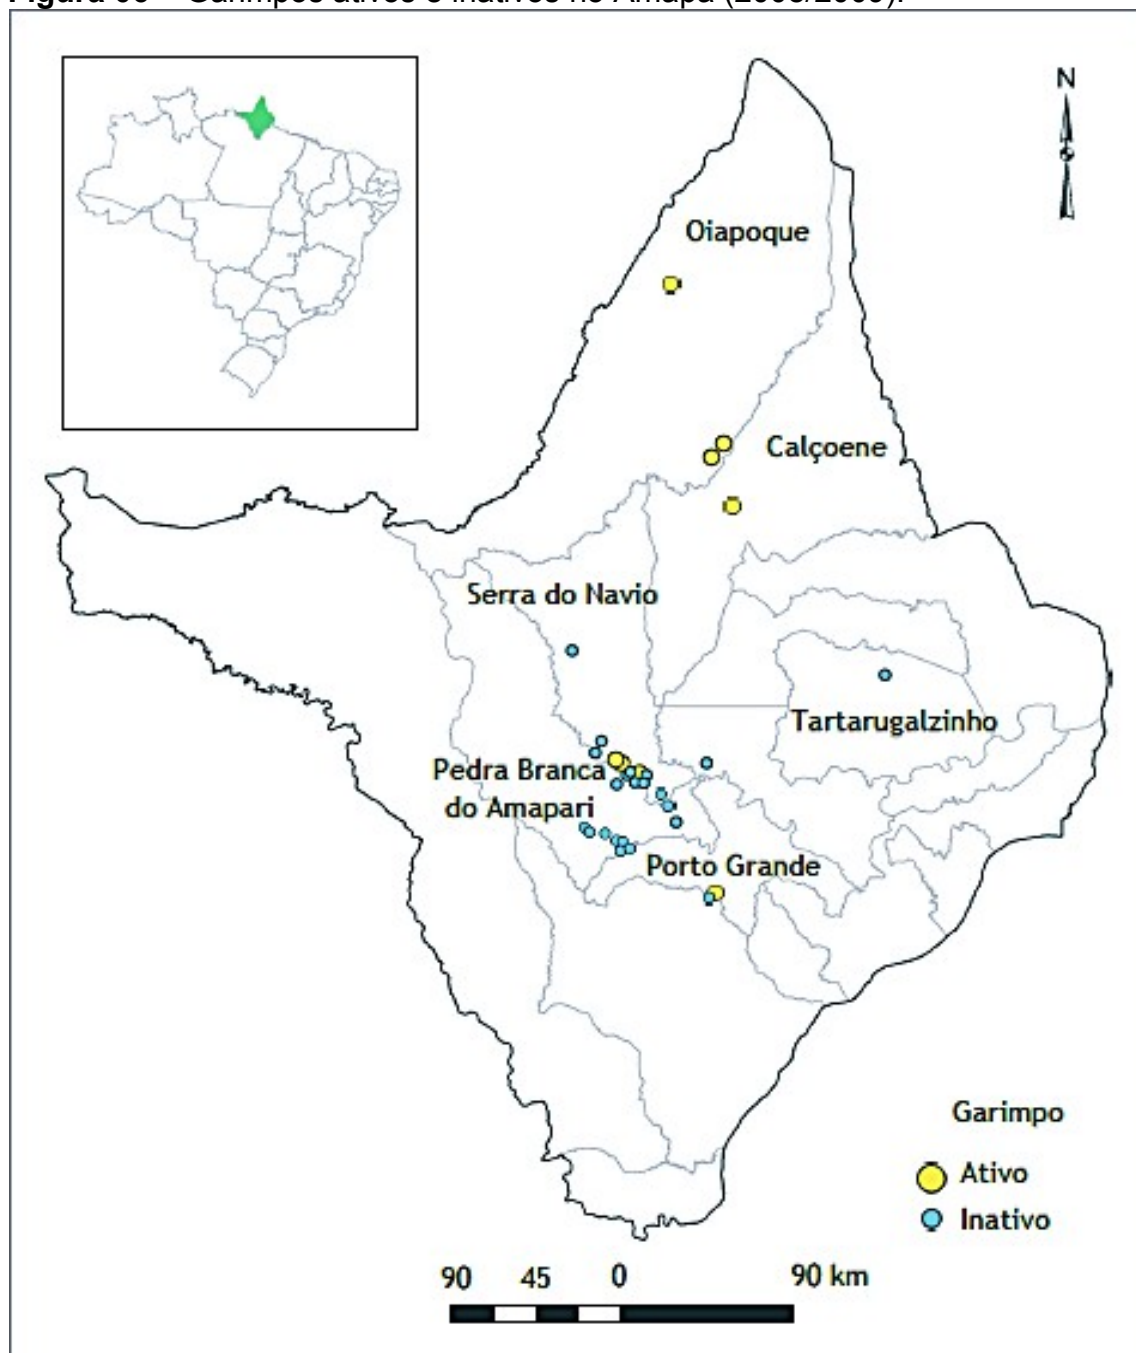 N
Oiapoque
Calçoene
Serra do Navio
Tartarugalzinho
Pedra Branca
do Amapari
Porto Grande
Garimpo
Ativo
Inativo
90 45 0 90 km